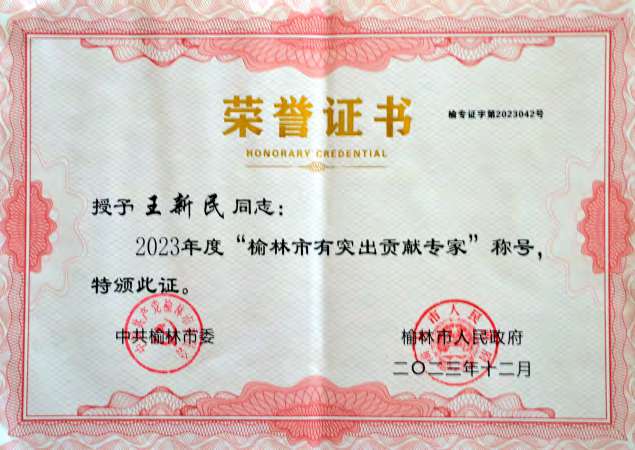 荣誉证书
HONORARY CREDENTIAL
榆专证字第2023042号
授予王新民同志：
2023年度“榆林市有突出贡献专家”称号，
特颁此证。
中共榆林市委
榆林市人民政府
二〇二三年十二月